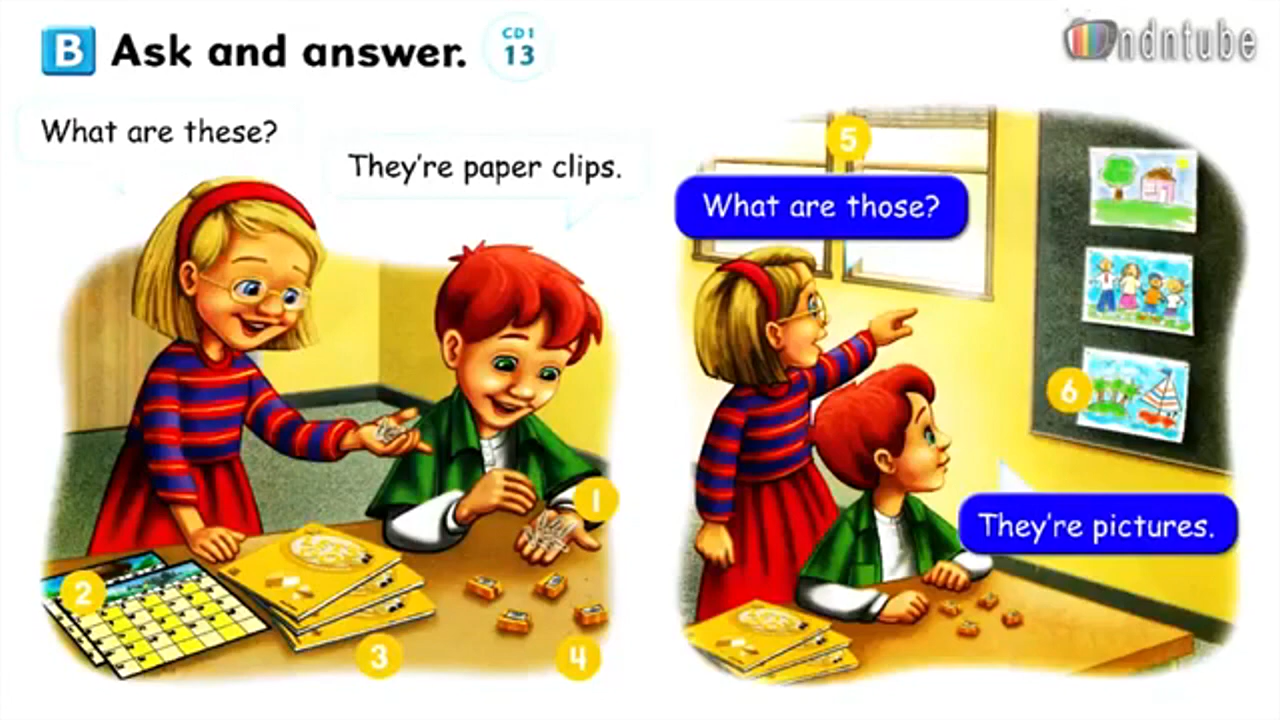 B Ask and answer. CD1 13
ndntube
What are these?
They're paper clips.
5
What are those?
6
They're pictures.
1
2
3
4